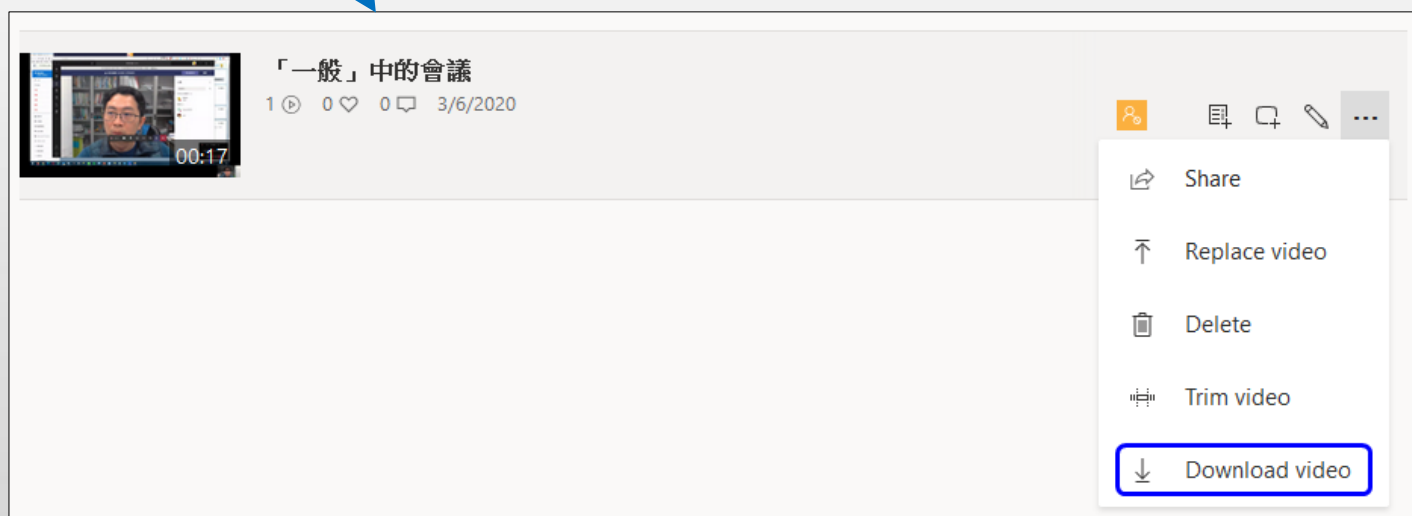 「一般」中的會議
1 0 0 3/6/2020
00:17
Share
Replace video
Delete
Trim video
Download video